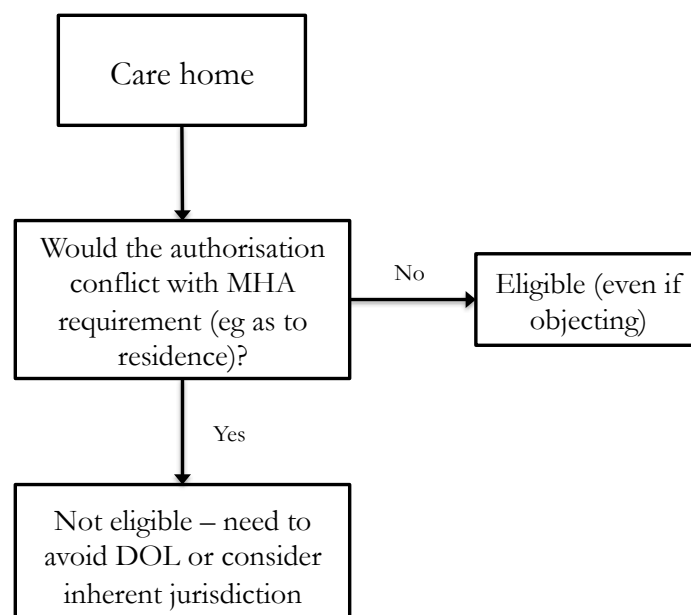 Care home
Would the authorisation
conflict with MHA
requirement (eg as to
residence)?
No
Eligible (even if
objecting)
Yes
Not eligible – need to
avoid DOL or consider
inherent jurisdiction